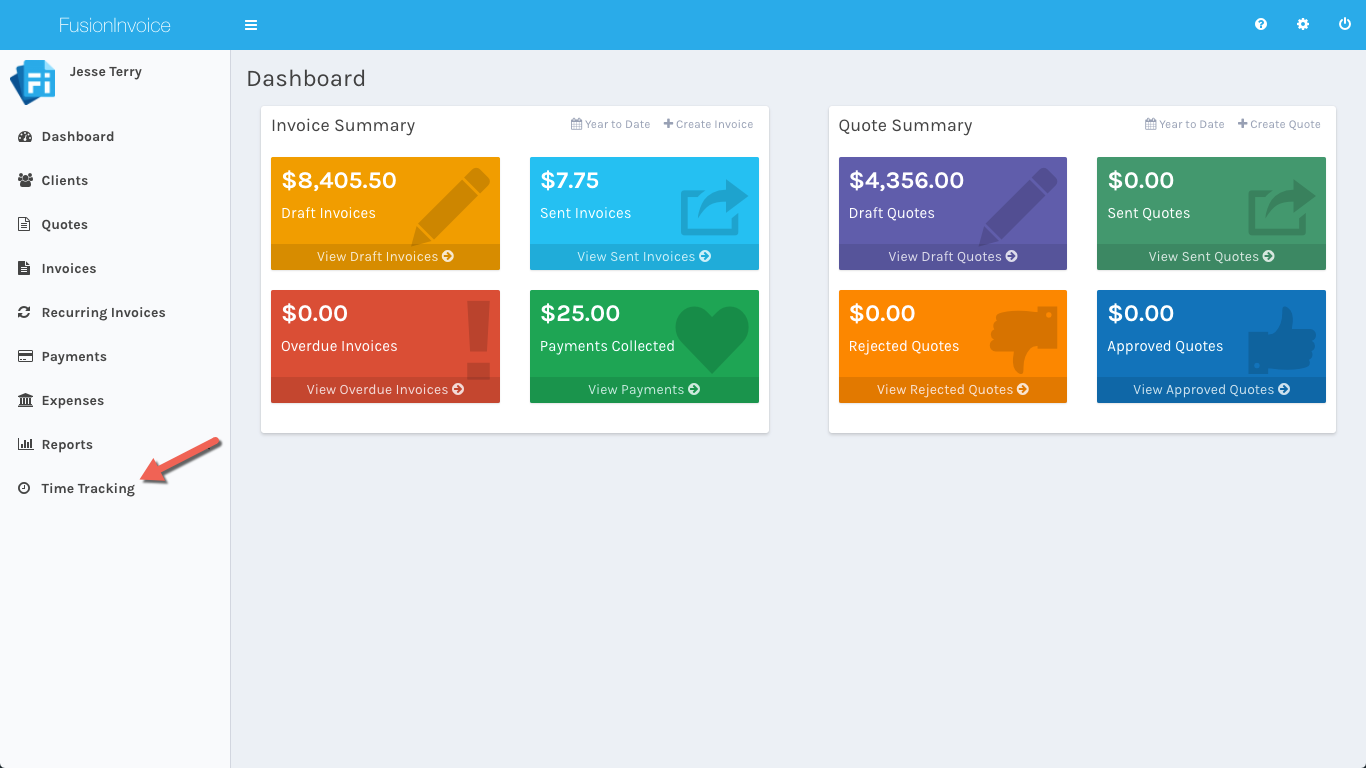 FusionInvoice
Jesse Terry
Dashboard
Clients
Quotes
Invoices
Recurring Invoices
Payments
Expenses
Reports
Time Tracking
Dashboard
Invoice Summary
Year to Date
Create Invoice
$8,405.50
Draft Invoices
View Draft Invoices
$7.75
Sent Invoices
View Sent Invoices
$0.00
Overdue Invoices
View Overdue Invoices
$25.00
Payments Collected
View Payments
Quote Summary
Year to Date
Create Quote
$4,356.00
Draft Quotes
View Draft Quotes
$0.00
Sent Quotes
View Sent Quotes
$0.00
Rejected Quotes
View Rejected Quotes
$0.00
Approved Quotes
View Approved Quotes
Fi